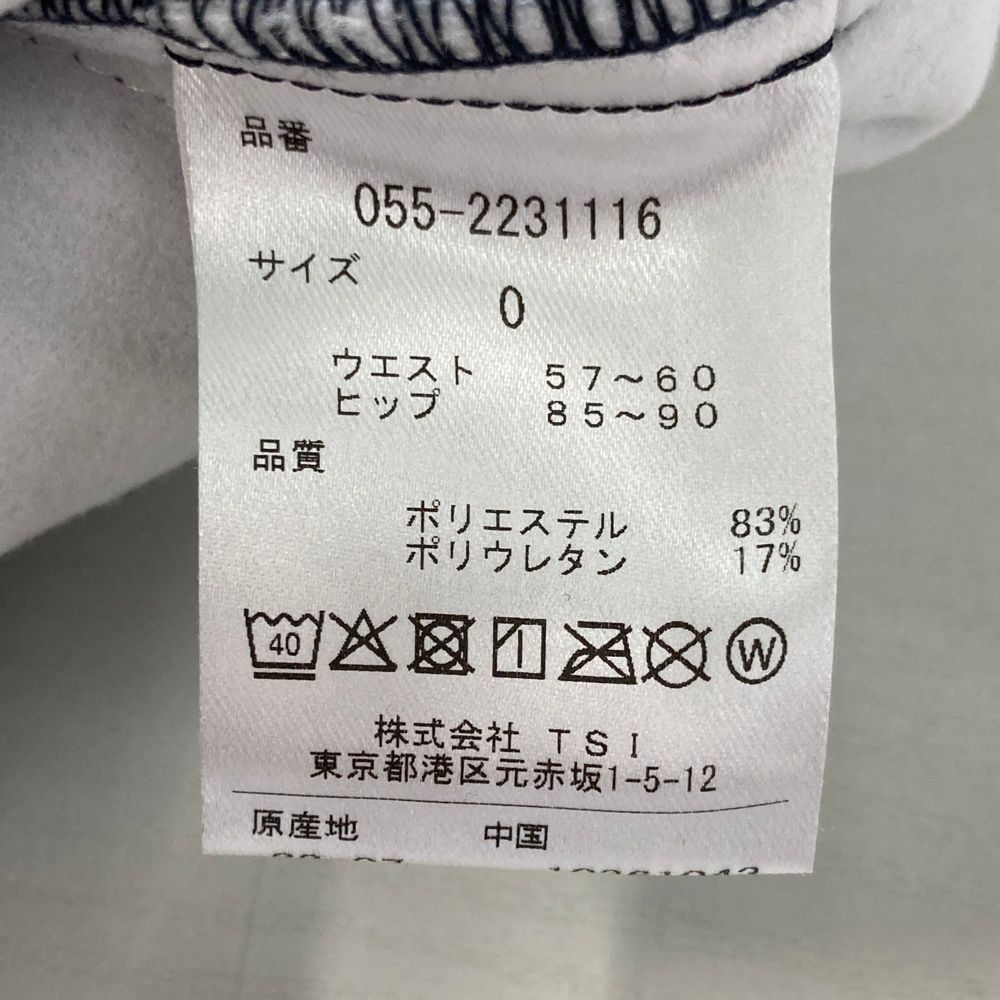 品番
055-2231116
サイズ
0
ウエスト 57～60
ヒップ 85～90
品質
ポリエステル 83%
ポリウレタン 17%
40 W
株式会社 TSI
東京都港区元赤坂1-5-12
原産地 中国